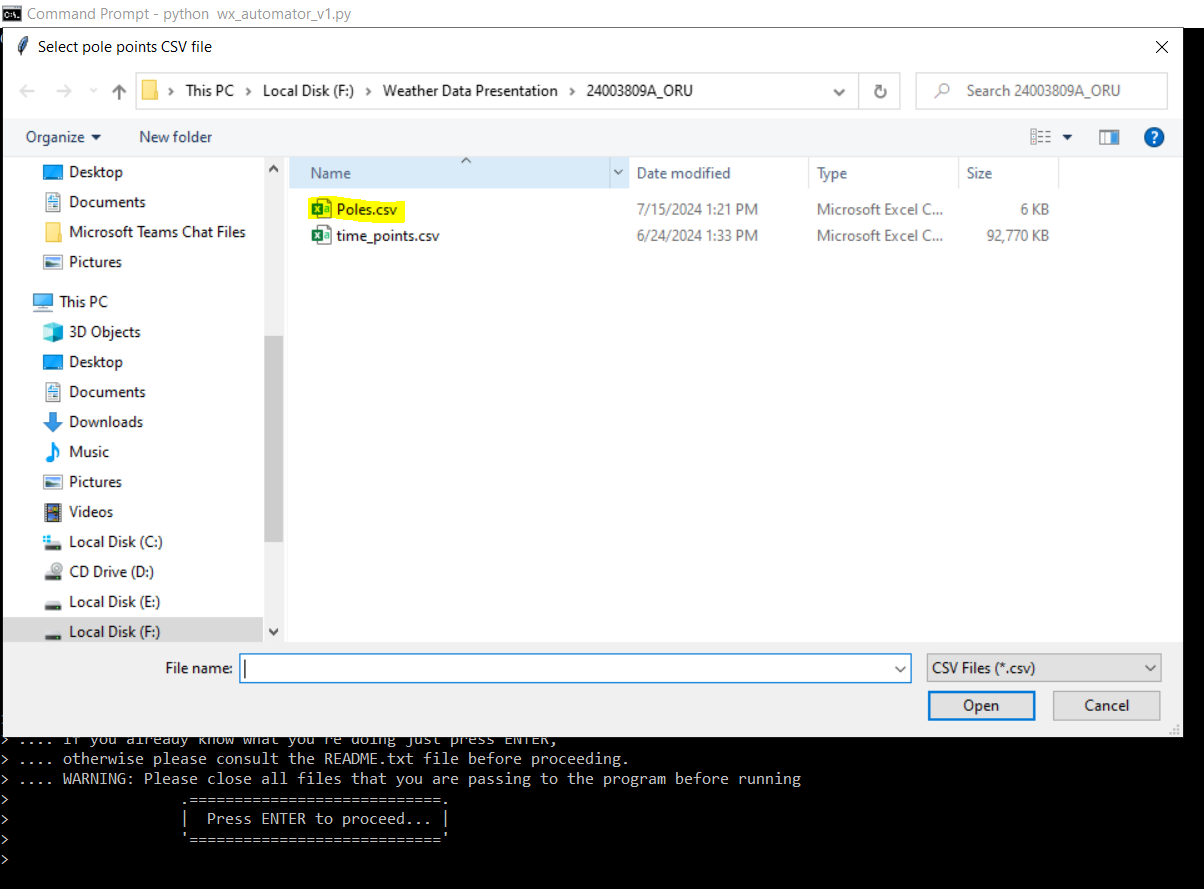 Command Prompt - python  wx_automator_v1.py
Select pole points CSV file
This PC > Local Disk (F:) > Weather Data Presentation > 24003809A_ORU
Search 24003809A_ORU
Organize
New folder
Name
Date modified
Type
Size
Poles.csv 7/15/2024 1:21 PM Microsoft Excel C... 6 KB
time_points.csv 6/24/2024 1:33 PM Microsoft Excel C... 92,770 KB
Desktop
Documents
Microsoft Teams Chat Files
Pictures
This PC
3D Objects
Desktop
Documents
Downloads
Music
Pictures
Videos
Local Disk (C:)
CD Drive (D:)
Local Disk (E:)
Local Disk (F:)
File name:
CSV Files (*.csv)
Open
Cancel
> .... If you already know what you're doing just press ENTER,
> .... otherwise please consult the README.txt file before proceeding.
> .... WARNING: Please close all files that you are passing to the program before running
> .============================.
> |  Press ENTER to proceed... |
> '============================'
>